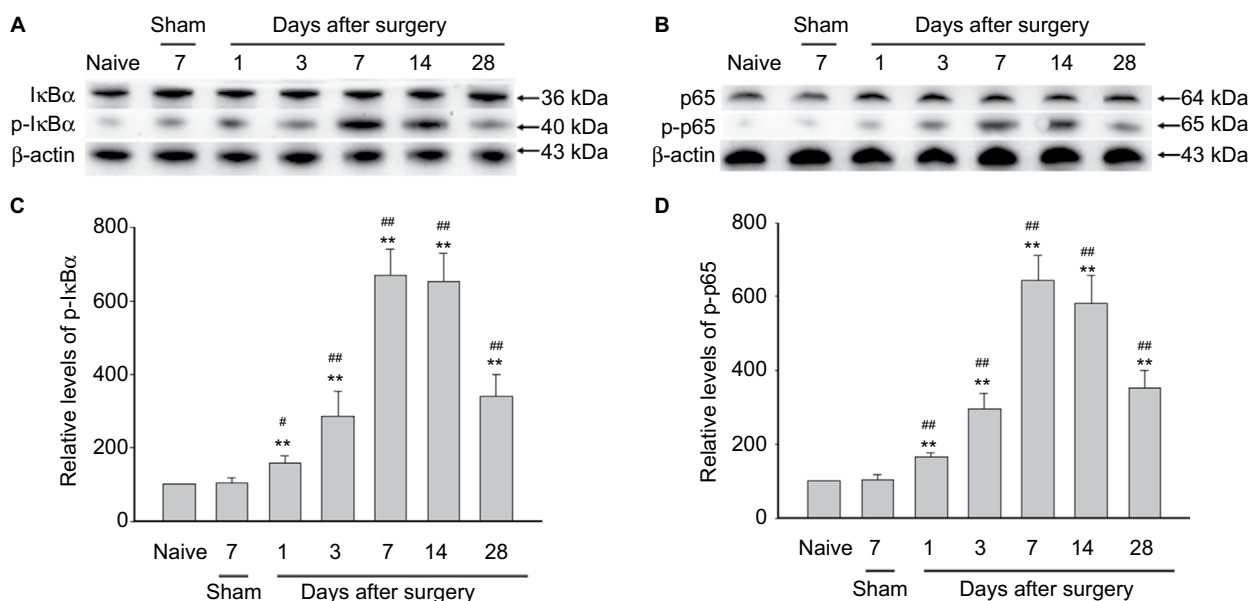 A
Sham
Days after surgery
Naive 7 1 3 7 14 28
IκBα ←36 kDa
p-IκBα ←40 kDa
β-actin ←43 kDa
B
Sham
Days after surgery
Naive 7 1 3 7 14 28
p65 ←64 kDa
p-p65 ←65 kDa
β-actin ←43 kDa
C
Relative levels of p-IκBα
800
600
400
200
0
#
**
##
**
##
**
##
**
##
**
Naive 7 1 3 7 14 28
Sham Days after surgery
D
Relative levels of p-p65
800
600
400
200
0
##
**
##
**
##
**
##
**
##
**
Naive 7 1 3 7 14 28
Sham Days after surgery